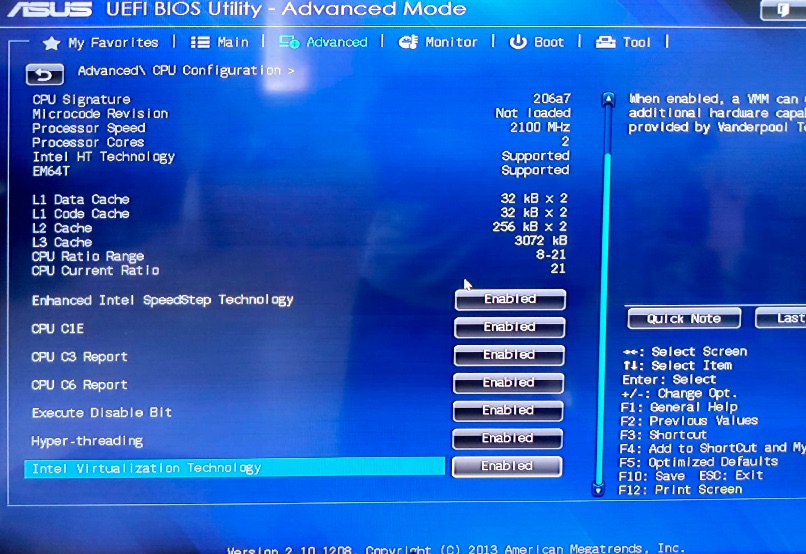 ASUS UEFI BIOS Utility - Advanced Mode
My Favorites | Main | Advanced | Monitor | Boot | Tool |
Advanced\ CPU Configuration >
CPU Signature 206a7
Microcode Revision Not loaded
Processor Speed 2100 MHz
Processor Cores 2
Intel HT Technology Supported
EM64T Supported
L1 Data Cache 32 kB x 2
L1 Code Cache 32 kB x 2
L2 Cache 256 kB x 2
L3 Cache 3072 kB
CPU Ratio Range 8-21
CPU Current Ratio 21
Enhanced Intel SpeedStep Technology Enabled
CPU C1E Enabled
CPU C3 Report Enabled
CPU C6 Report Enabled
Execute Disable Bit Enabled
Hyper-threading Enabled
Intel Virtualization Technology Enabled
When enabled, a VMM can
additional hardware capa
provided by Vanderpool Te
Quick Note Last
→←: Select Screen
↑↓: Select Item
Enter: Select
+/-: Change Opt.
F1: General Help
F2: Previous Values
F3: Shortcut
F4: Add to ShortCut and My
F5: Optimized Defaults
F10: Save ESC: Exit
F12: Print Screen
Version 2.10.1208. Copyright (C) 2013 American Megatrends, Inc.